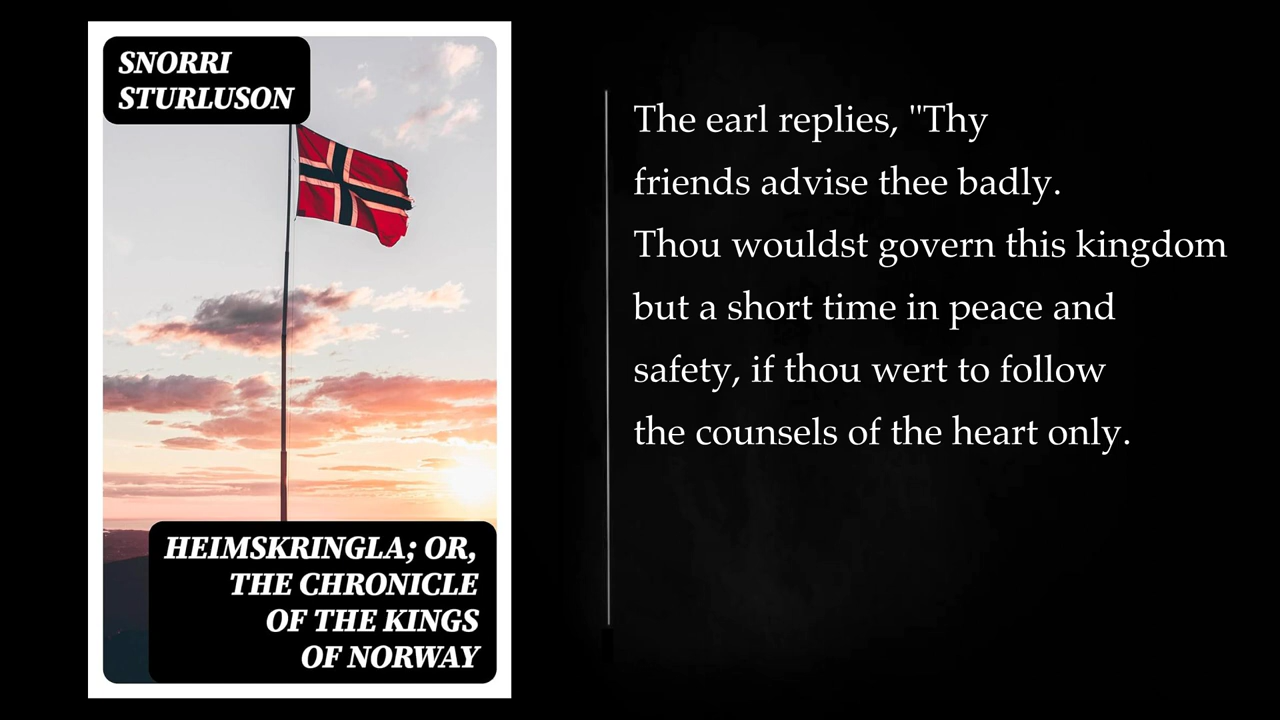 SNORRI
STURLUSON
HEIMSKRINGLA; OR,
THE CHRONICLE
OF THE KINGS
OF NORWAY
The earl replies, "Thy
friends advise thee badly.
Thou wouldst govern this kingdom
but a short time in peace and
safety, if thou wert to follow
the counsels of the heart only.